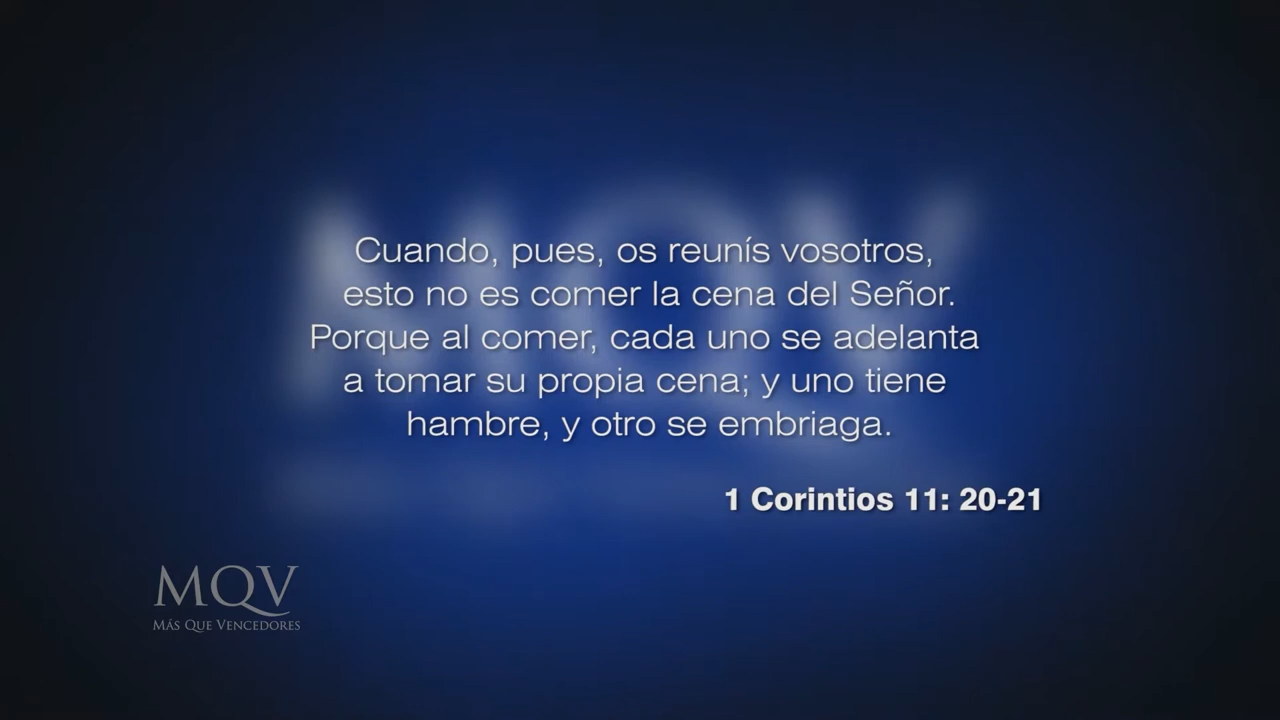 Cuando, pues, os reunís vosotros,
esto no es comer la cena del Señor.
Porque al comer, cada uno se adelanta
a tomar su propia cena; y uno tiene
hambre, y otro se embriaga.
1 Corintios 11: 20-21
MQV
Más Que Vencedores